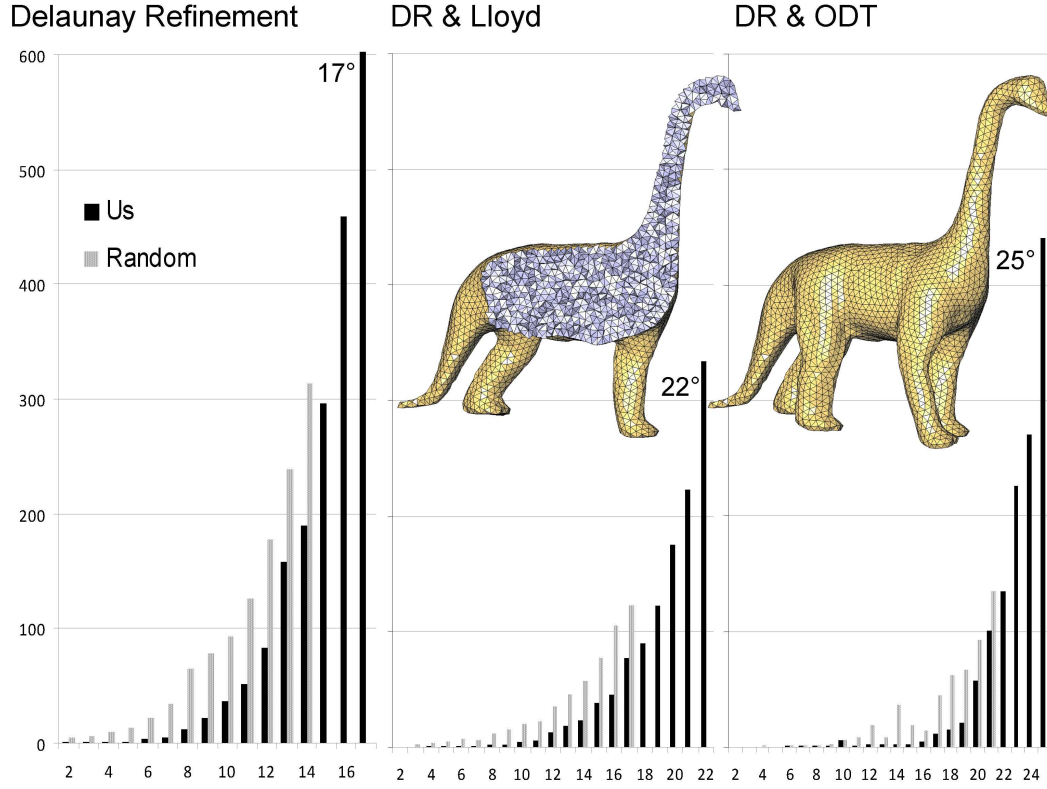 Delaunay Refinement
DR & Lloyd
DR & ODT
600
500
400
300
200
100
0
17°
Us
Random
2 4 6 8 10 12 14 16
22°
2 4 6 8 10 12 14 16 18 20 22
25°
2 4 6 8 10 12 14 16 18 20 22 24